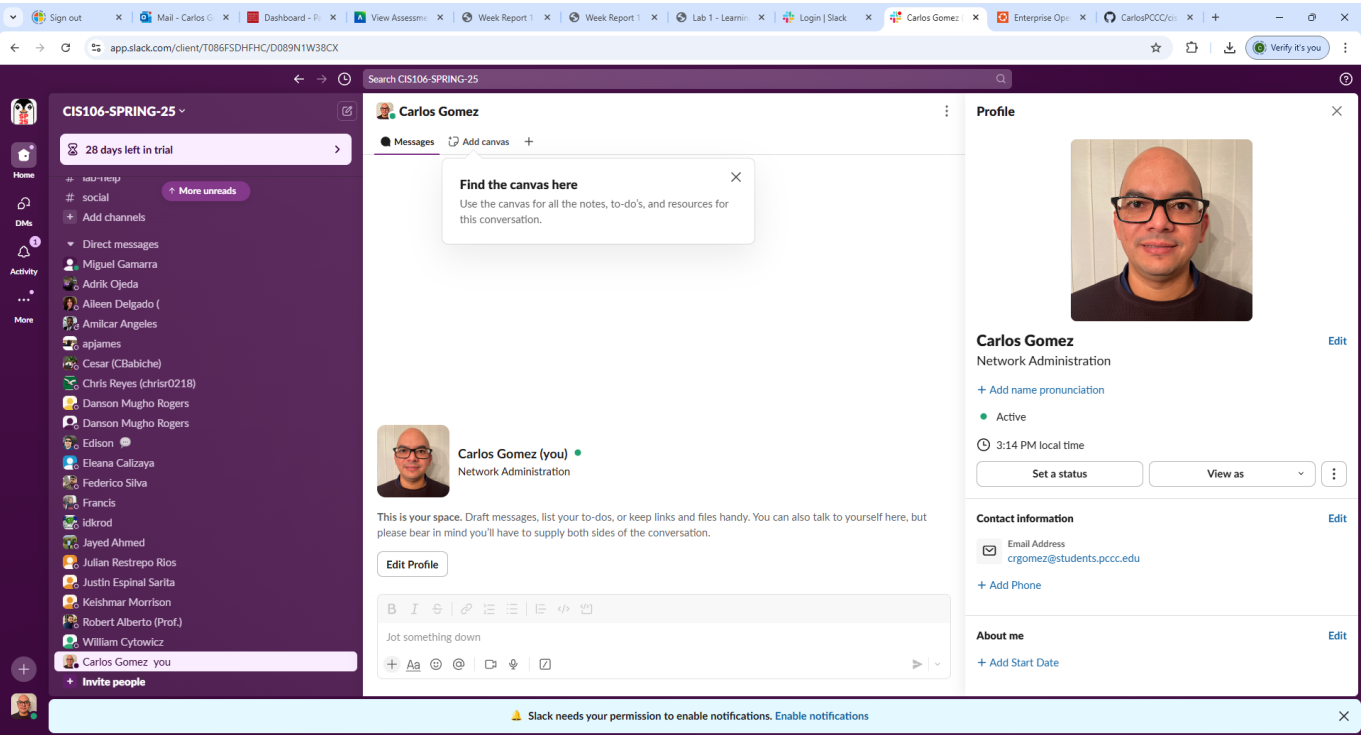 Sign out
Mail - Carlos G
Dashboard - Pa
View Assessme
Week Report 1
Week Report 1
Lab 1 - Learnin
Login | Slack
Carlos Gomez (
Enterprise Ope
CarlosPCCC/cis
app.slack.com/client/T086FSDHFHC/D089N1W38CX
Verify it's you
Search CIS106-SPRING-25
CIS106-SPRING-25
28 days left in trial
# lab-help
↑ More unreads
# social
+ Add channels
Direct messages
Miguel Gamarra
Adrik Ojeda
Aileen Delgado (
Amilcar Angeles
apjames
Cesar (CBabiche)
Chris Reyes (chrisr0218)
Danson Mugho Rogers
Danson Mugho Rogers
Edison
Eleana Calizaya
Federico Silva
Francis
idkrod
Jayed Ahmed
Julian Restrepo Rios
Justin Espinal Sarita
Keishmar Morrison
Robert Alberto (Prof.)
William Cytowicz
Carlos Gomez you
+ Invite people
SP
25
Home
DMs
1
Activity
More
Carlos Gomez
Messages
Add canvas
Find the canvas here
Use the canvas for all the notes, to-do's, and resources for
this conversation.
Carlos Gomez (you)
Network Administration
This is your space. Draft messages, list your to-dos, or keep links and files handy. You can also talk to yourself here, but
please bear in mind you'll have to supply both sides of the conversation.
Edit Profile
B I S
Jot something down
Aa
Profile
Carlos Gomez
Edit
Network Administration
+ Add name pronunciation
Active
3:14 PM local time
Set a status
View as
Contact information
Edit
Email Address
crgomez@students.pccc.edu
+ Add Phone
About me
Edit
+ Add Start Date
Slack needs your permission to enable notifications. Enable notifications